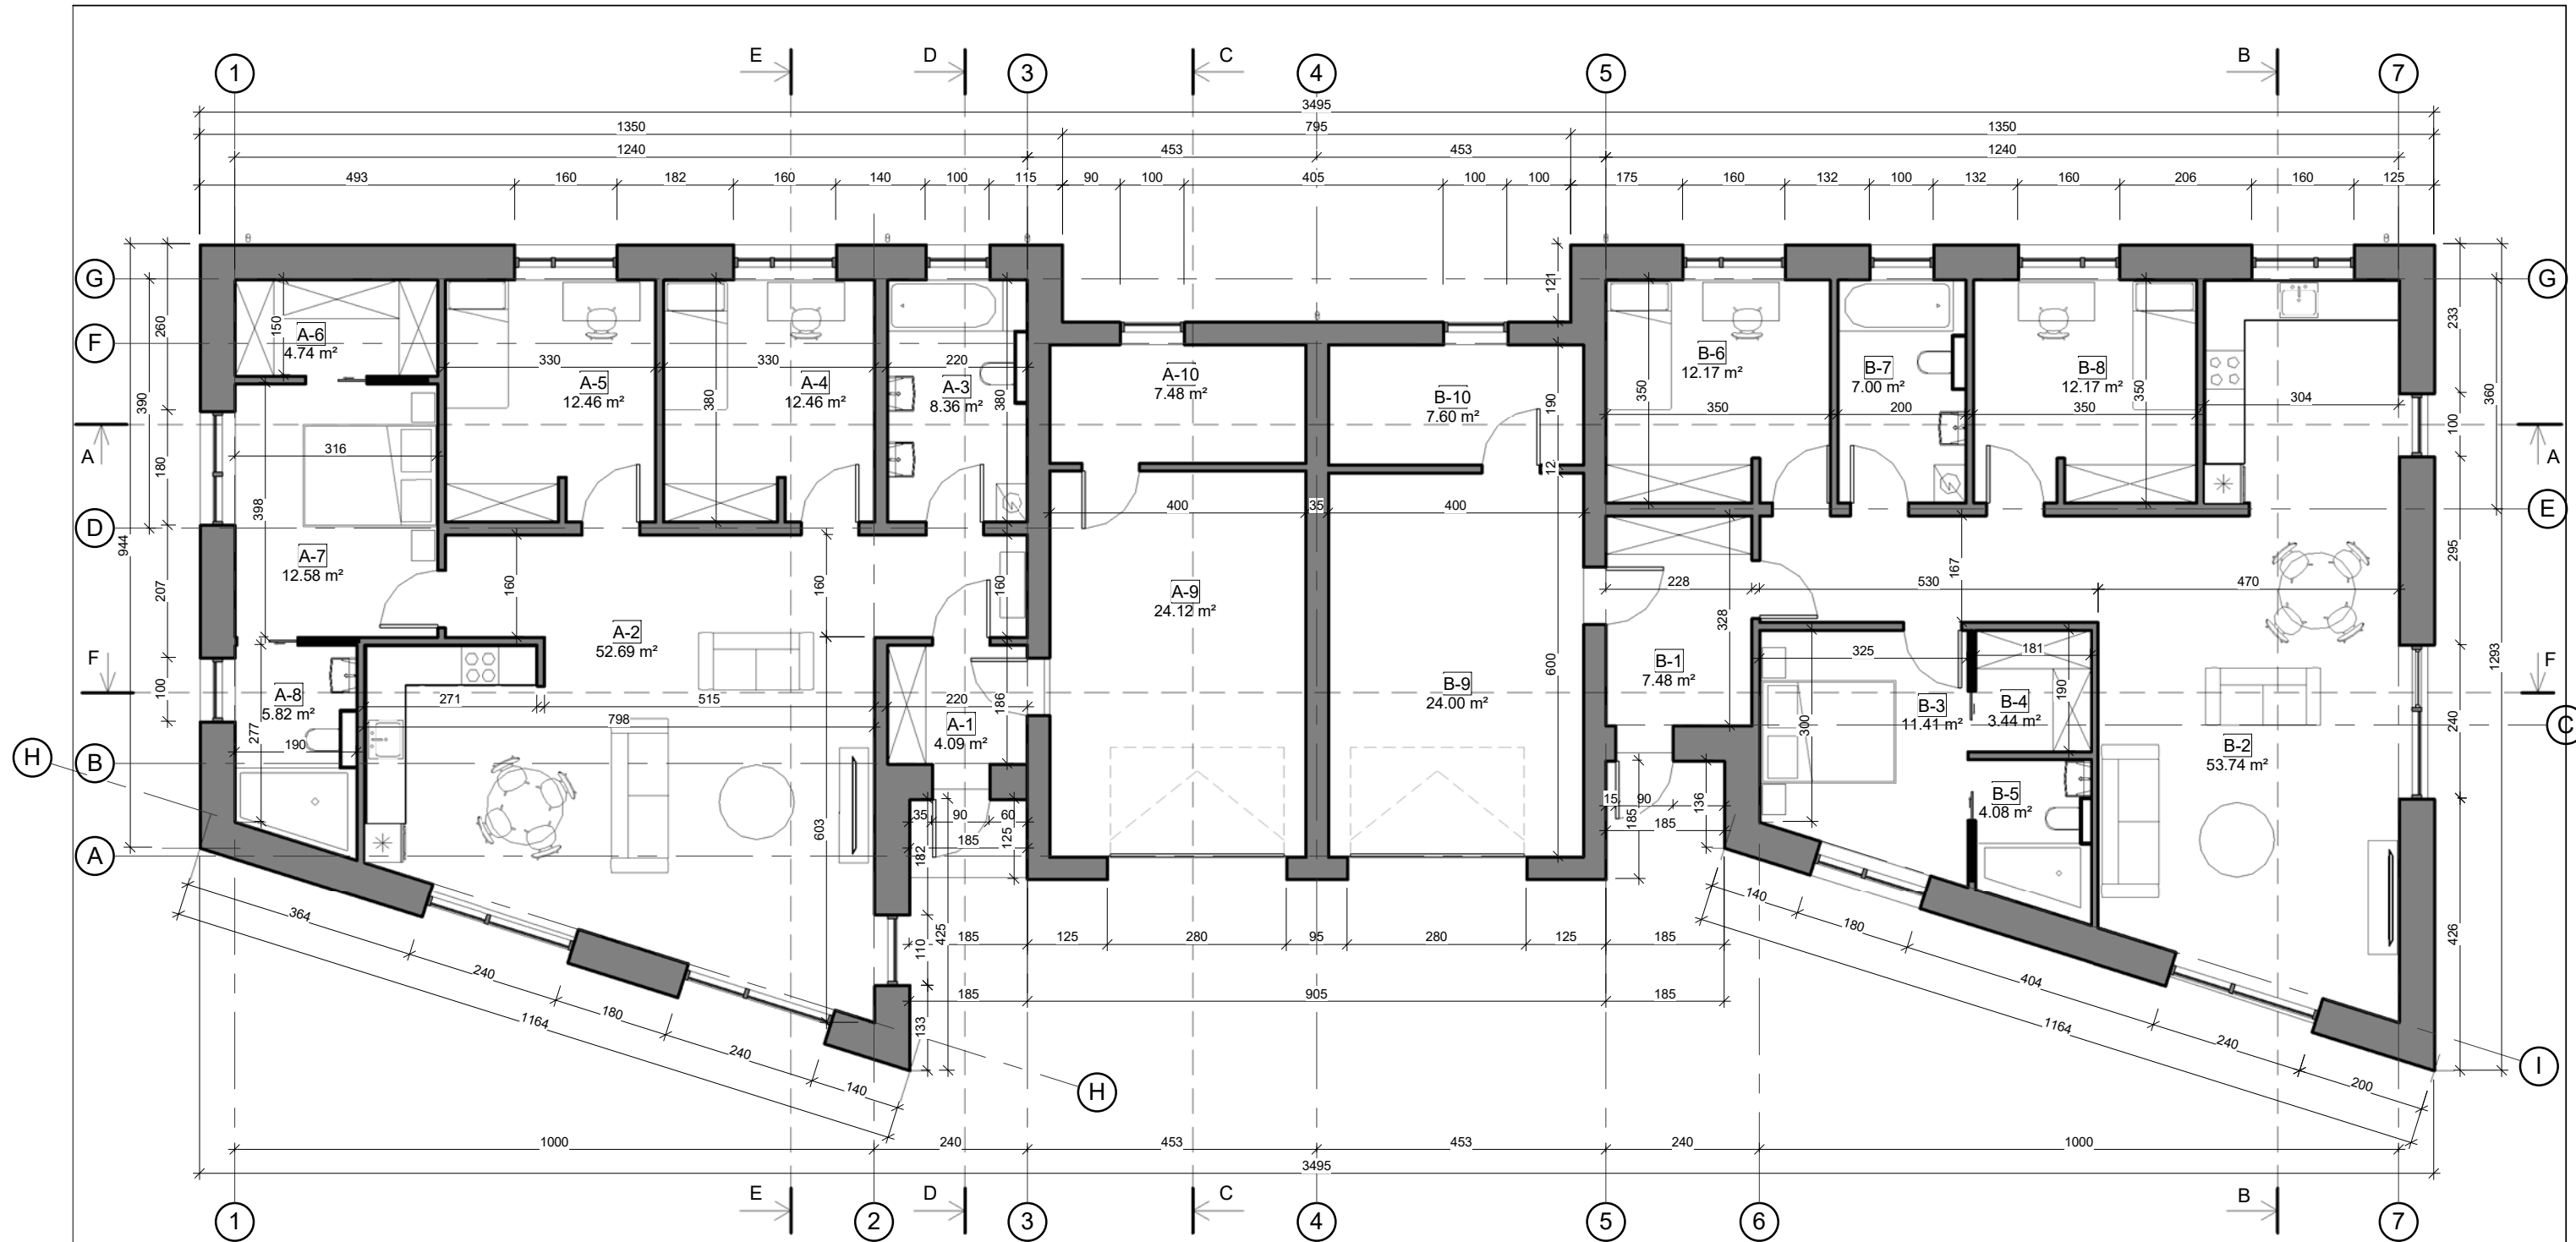 E D C B
1 3 4 5 7
3495
1350 795 1350
1240 453 453 1240
493 160 182 160 140 100 115 90 100 405 100 100 175 160 132 100 132 160 206 160 125
G G
F
D E
B C
A
H H I
A A
F F
944
390
260 180 207 100
121
190
12.
600
233 100 295 240 426
360
1293
A-6
4.74 m²
150
A-5
12.46 m²
330
A-4
12.46 m²
330
380
A-3
8.36 m²
220
380
A-10
7.48 m²
B-10
7.60 m²
B-6
12.17 m²
350
350
B-7
7.00 m²
200
B-8
12.17 m²
350
350
304
316
398
400 35 400
A-7
12.58 m²
160
160
160
A-2
52.69 m²
A-9
24.12 m²
B-9
24.00 m²
228 530 470
167
328
B-1
7.48 m²
325
181
190
300
B-3
11.41 m²
B-4
3.44 m²
B-5
4.08 m²
B-2
53.74 m²
A-8
5.82 m²
277
190
271 515 220
798
186
A-1
4.09 m²
603
35 90 60
185
125
182
110
425
133
15 90
185
185
136
185 125 280 95 280 125 185
185 905 185
364 240 180 240 140
1164
140 180 404 240 200
1164
1000 240 453 453 240 1000
3495
E D C B
1 2 3 4 5 6 7